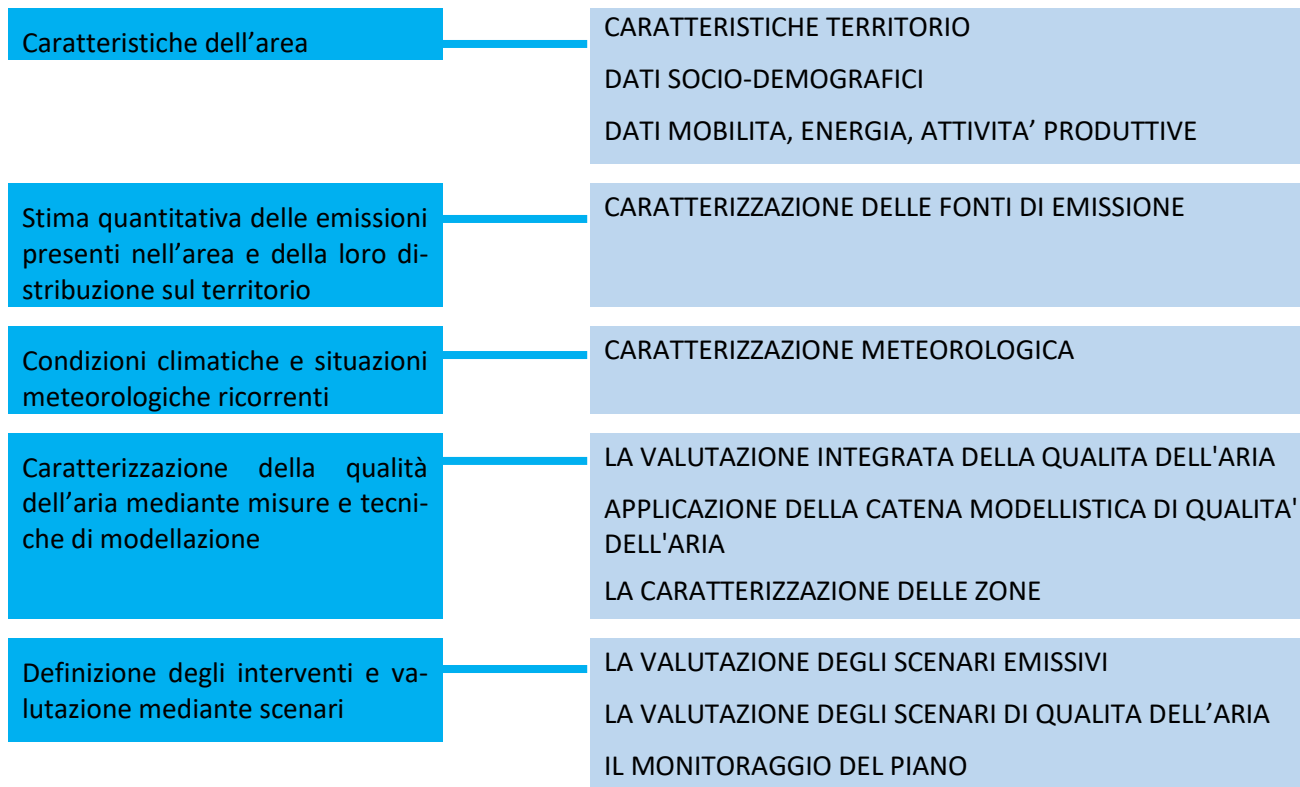 Caratteristiche dell’area
CARATTERISTICHE TERRITORIO
DATI SOCIO-DEMOGRAFICI
DATI MOBILITA, ENERGIA, ATTIVITA’ PRODUTTIVE
Stima quantitativa delle emissioni
presenti nell’area e della loro di-
stribuzione sul territorio
CARATTERIZZAZIONE DELLE FONTI DI EMISSIONE
Condizioni climatiche e situazioni
meteorologiche ricorrenti
CARATTERIZZAZIONE METEOROLOGICA
Caratterizzazione della qualità
dell’aria mediante misure e tecni-
che di modellazione
LA VALUTAZIONE INTEGRATA DELLA QUALITA DELL'ARIA
APPLICAZIONE DELLA CATENA MODELLISTICA DI QUALITA'
DELL'ARIA
LA CARATTERIZZAZIONE DELLE ZONE
Definizione degli interventi e va-
lutazione mediante scenari
LA VALUTAZIONE DEGLI SCENARI EMISSIVI
LA VALUTAZIONE DEGLI SCENARI DI QUALITA DELL’ARIA
IL MONITORAGGIO DEL PIANO